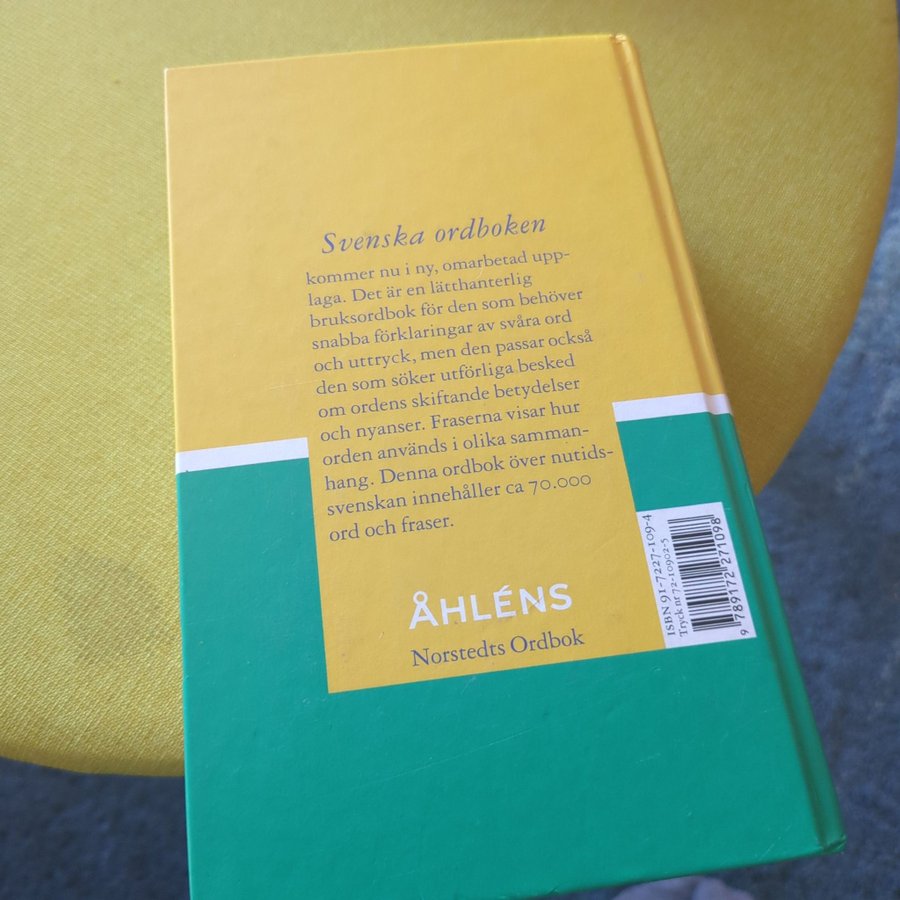 Svenska ordboken
kommer nu i ny, omarbetad upp-
laga. Det är en lätthanterlig
bruksordbok för den som behöver
snabba förklaringar av svåra ord
och uttryck, men den passar också
den som söker utförliga besked
om ordens skiftande betydelser
och nyanser. Fraserna visar hur
orden används i olika samman-
hang. Denna ordbok över nutids-
svenskan innehåller ca 70.000
ord och fraser.
ÅHLÉNS
Norstedts Ordbok
ISBN 91-7227-109-4
Tryck nr 72-10902-5
9 789172 271098